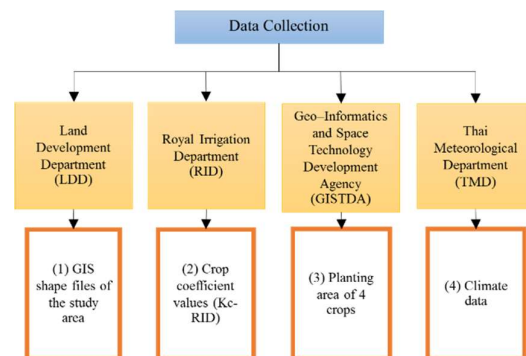 Data Collection
Land
Development
Department
(LDD)
Royal Irrigation
Department
(RID)
Geo–Informatics
and Space
Technology
Development
Agency
(GISTDA)
Thai
Meteorological
Department
(TMD)
(1) GIS
shape files of
the study
area
(2) Crop
coefficient
values (Kc-
RID)
(3) Planting
area of 4
crops
(4) Climate
data